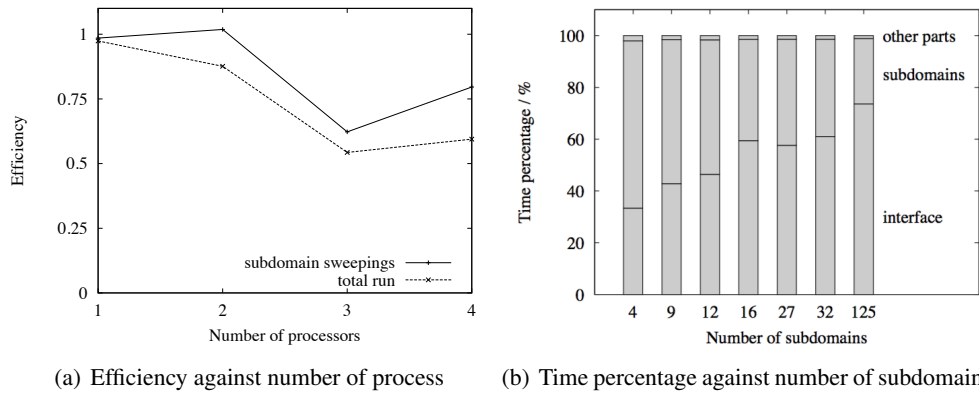 1
0.75
0.5
0.25
0
Efficiency
subdomain sweepings
total run
1 2 3 4
Number of processors
(a) Efficiency against number of process
100
80
60
40
20
0
Time percentage / %
other parts
subdomains
interface
4 9 12 16 27 32 125
Number of subdomains
(b) Time percentage against number of subdomain